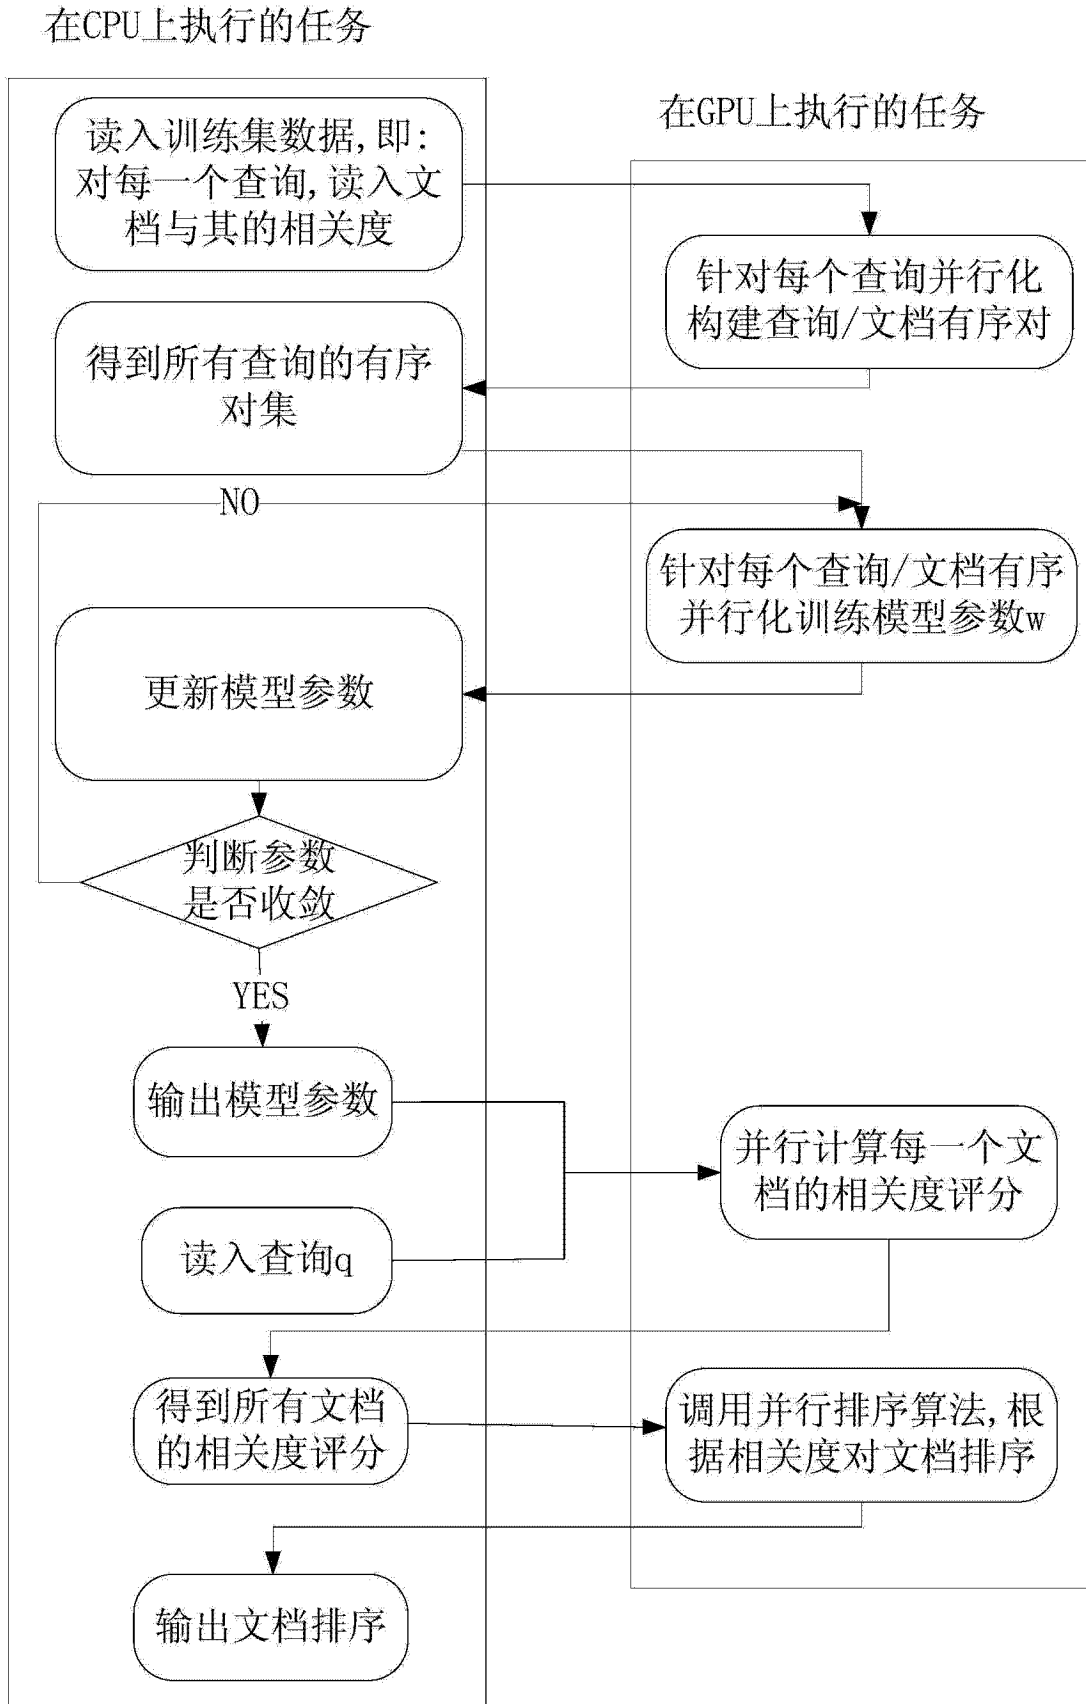 在CPU上执行的任务
在GPU上执行的任务
读入训练集数据,即:
对每一个查询,读入文
档与其的相关度
针对每个查询并行化
构建查询/文档有序对
得到所有查询的有序
对集
NO
针对每个查询/文档有序
并行化训练模型参数w
更新模型参数
判断参数
是否收敛
YES
输出模型参数
并行计算每一个文
档的相关度评分
读入查询q
得到所有文档
的相关度评分
调用并行排序算法,根
据相关度对文档排序
输出文档排序